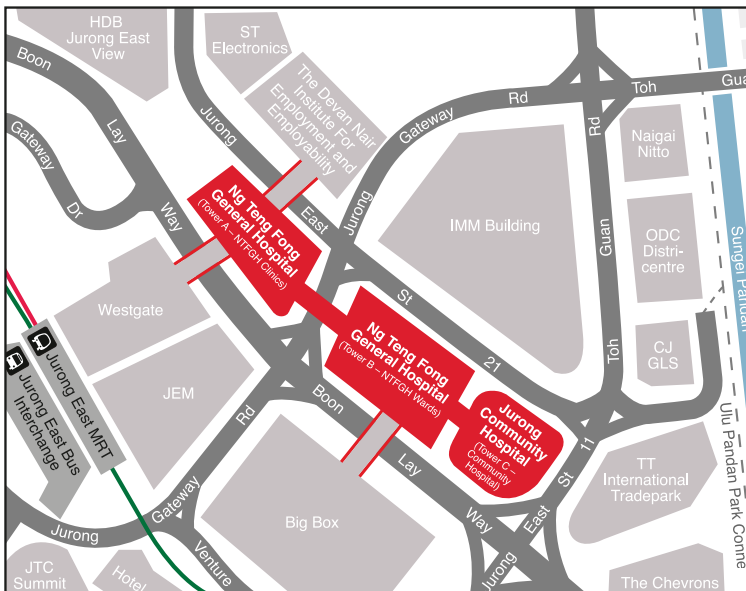 HDB
Jurong East
View
ST
Electronics
The Devan Nair
Institute For
Employment and
Employability
Boon
Lay
Way
Gateway
Dr
Jurong
East
St
21
Jurong
Gateway
Rd
Toh
Gua
Rd
Guan
Toh
Naigai
Nitto
ODC
Distri-
centre
CJ
GLS
Sungei Pandan
Ulu Pandan Park Conne
IMM Building
Ng Teng Fong
General Hospital
(Tower A – NTFGH Clinics)
Ng Teng Fong
General Hospital
(Tower B – NTFGH Wards)
Jurong
Community
Hospital
(Tower C –
Community
Hospital)
Westgate
JEM
Jurong East MRT
Jurong East Bus
Interchange
Boon
Lay
Way
Rd
Gateway
Jurong
Venture
Big Box
Jurong
East
St
11
TT
International
Tradepark
The Chevrons
JTC
Summit
Hotel